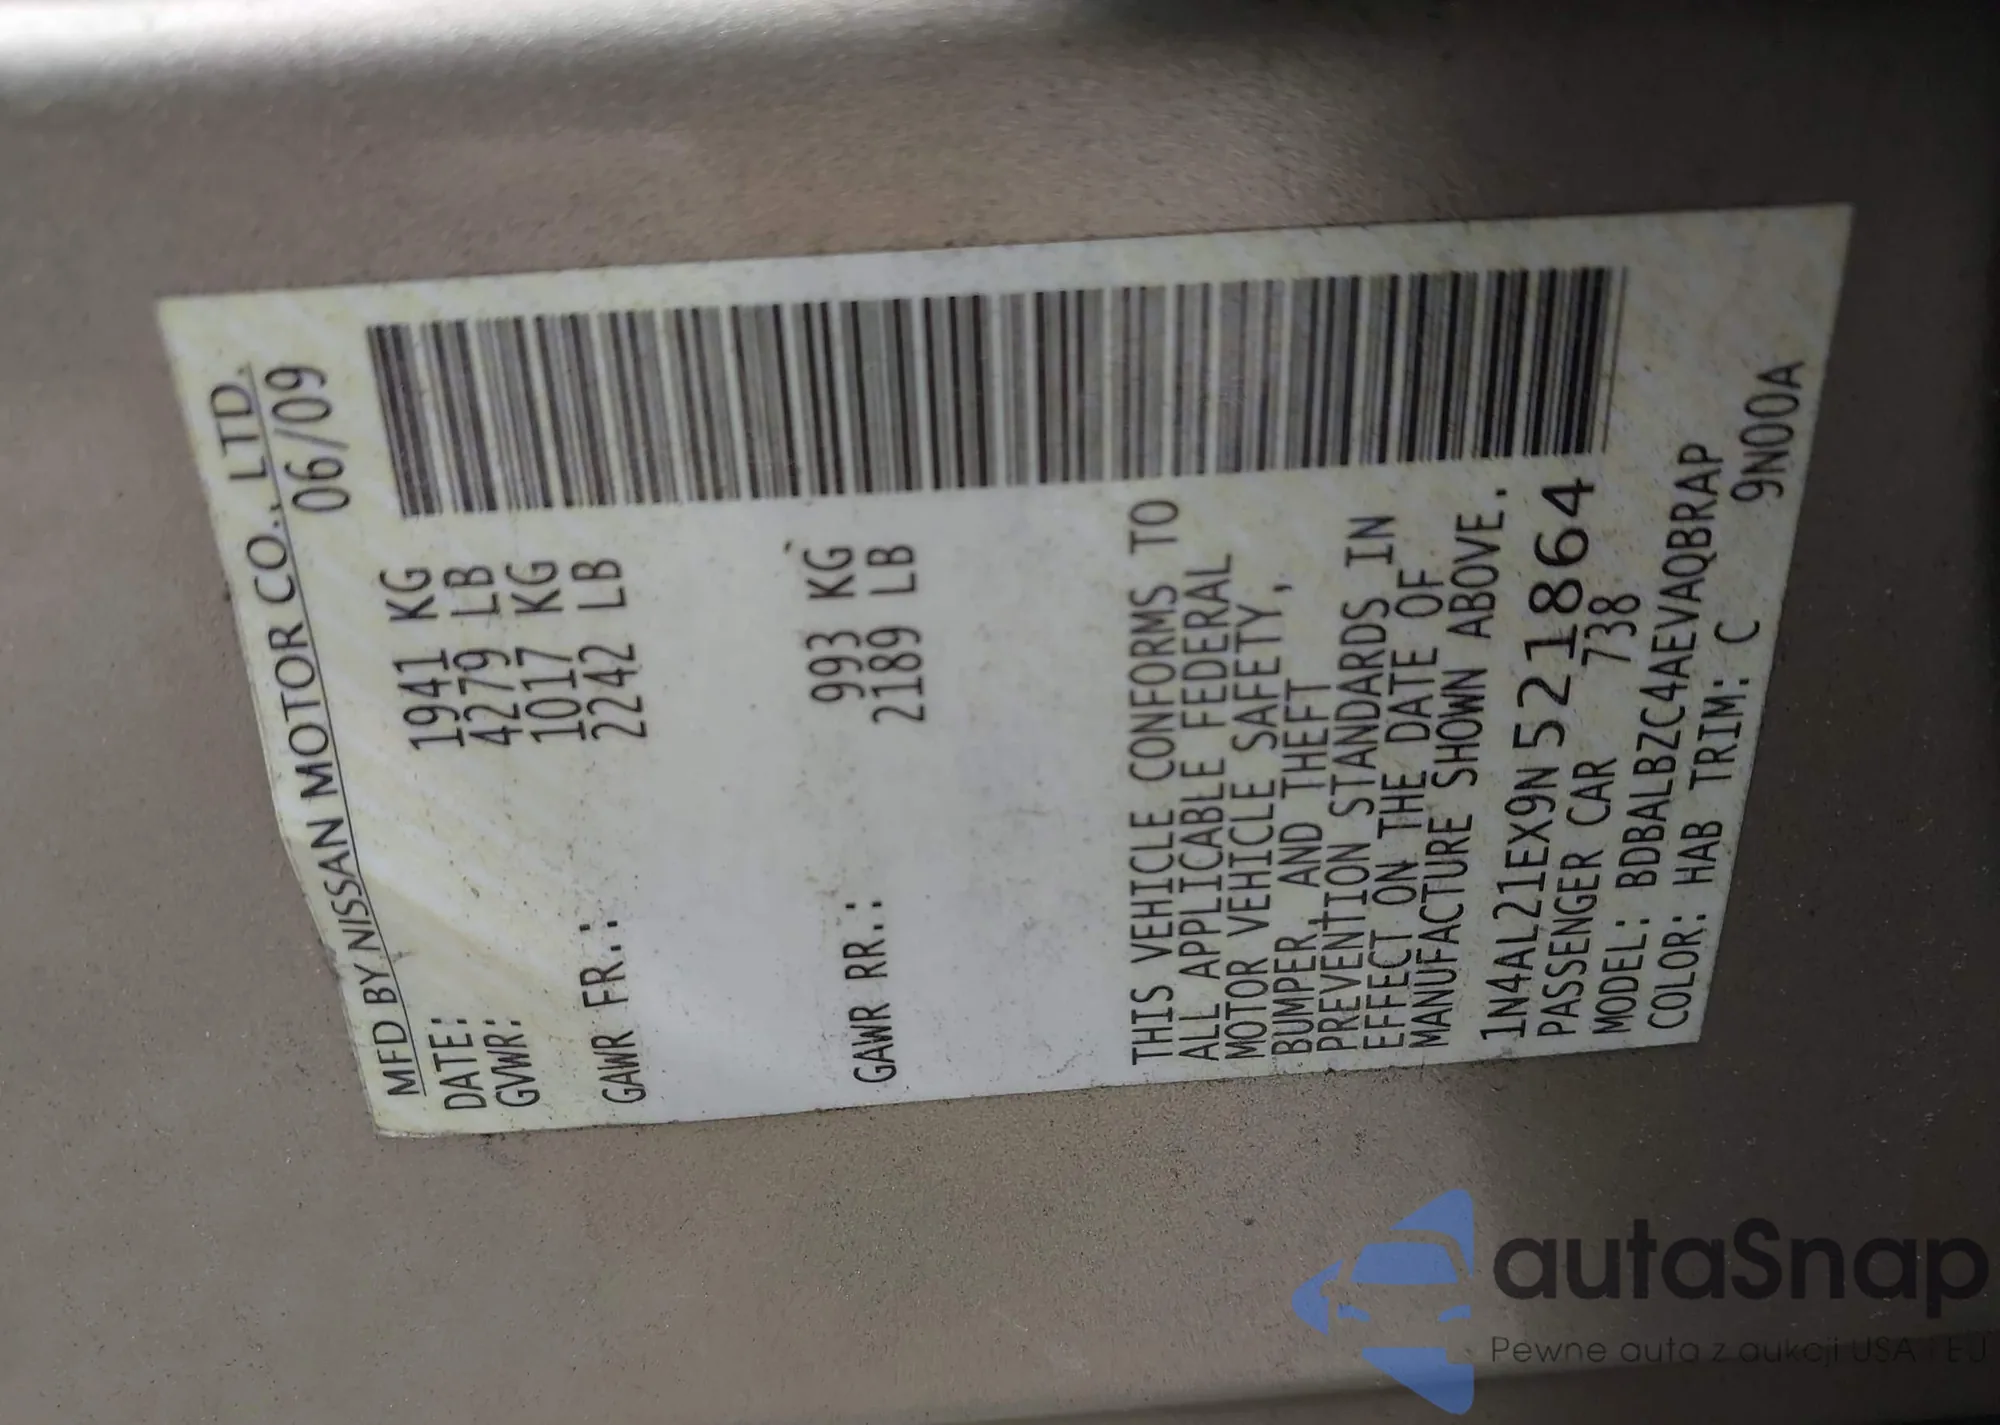 MFD BY NISSAN MOTOR CO., LTD.
DATE: 06/09
GVWR: 1941 KG
4279 LB
GAWR FR.: 1017 KG
2242 LB
GAWR RR.: 993 KG
2189 LB
THIS VEHICLE CONFORMS TO
ALL APPLICABLE FEDERAL
MOTOR VEHICLE SAFETY,
BUMPER, AND THEFT
PREVENTION STANDARDS IN
EFFECT ON THE DATE OF
MANUFACTURE SHOWN ABOVE.
1N4AL21EX9N 521864
PASSENGER CAR 738
MODEL: BDBALBZC4AEVAQBRAP
COLOR: HAB TRIM: C 9N00A
autaSnap
Pewne auta z aukcji USA i EJ